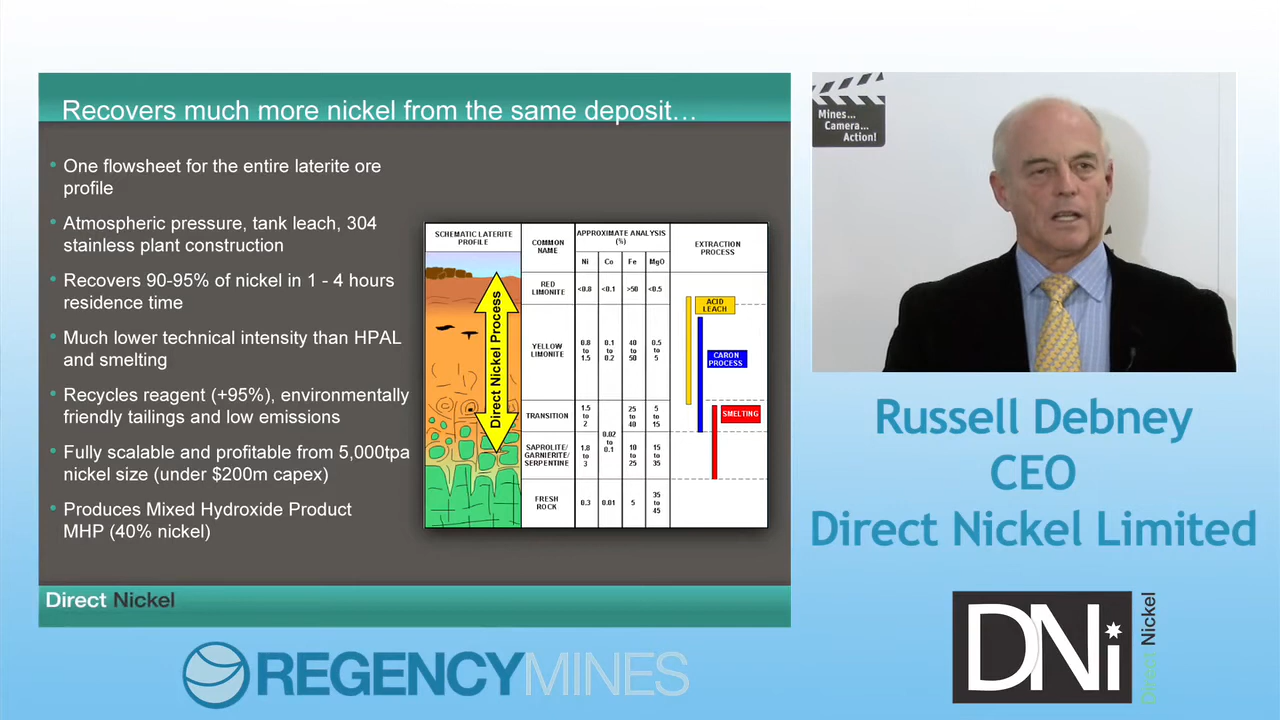 Recovers much more nickel from the same deposit…
• One flowsheet for the entire laterite ore
profile
• Atmospheric pressure, tank leach, 304
stainless plant construction
• Recovers 90-95% of nickel in 1 - 4 hours
residence time
• Much lower technical intensity than HPAL
and smelting
• Recycles reagent (+95%), environmentally
friendly tailings and low emissions
• Fully scalable and profitable from 5,000tpa
nickel size (under $200m capex)
• Produces Mixed Hydroxide Product
MHP (40% nickel)
SCHEMATIC LATERITE
PROFILE
COMMON
NAME
APPROXIMATE ANALYSIS
(%)
EXTRACTION
PROCESS
Ni Co Fe MgO
RED
LIMONITE
<0.8 <0.1 >50 <0.5
YELLOW
LIMONITE
0.8
to
1.5
0.1
to
0.2
40
to
50
0.5
to
5
TRANSITION
1.5
to
2
25
to
40
5
to
15
0.02
to
0.1
SAPROLITE/
GARNIERITE/
SERPENTINE
1.8
to
3
10
to
25
15
to
35
FRESH
ROCK
0.3 0.01 5
35
to
45
ACID
LEACH
CARON
PROCESS
SMELTING
Direct Nickel Process
Direct Nickel
Mines...
Camera...
Action!
Russell Debney
CEO
Direct Nickel Limited
REGENCYMINES
DNi
Direct Nickel